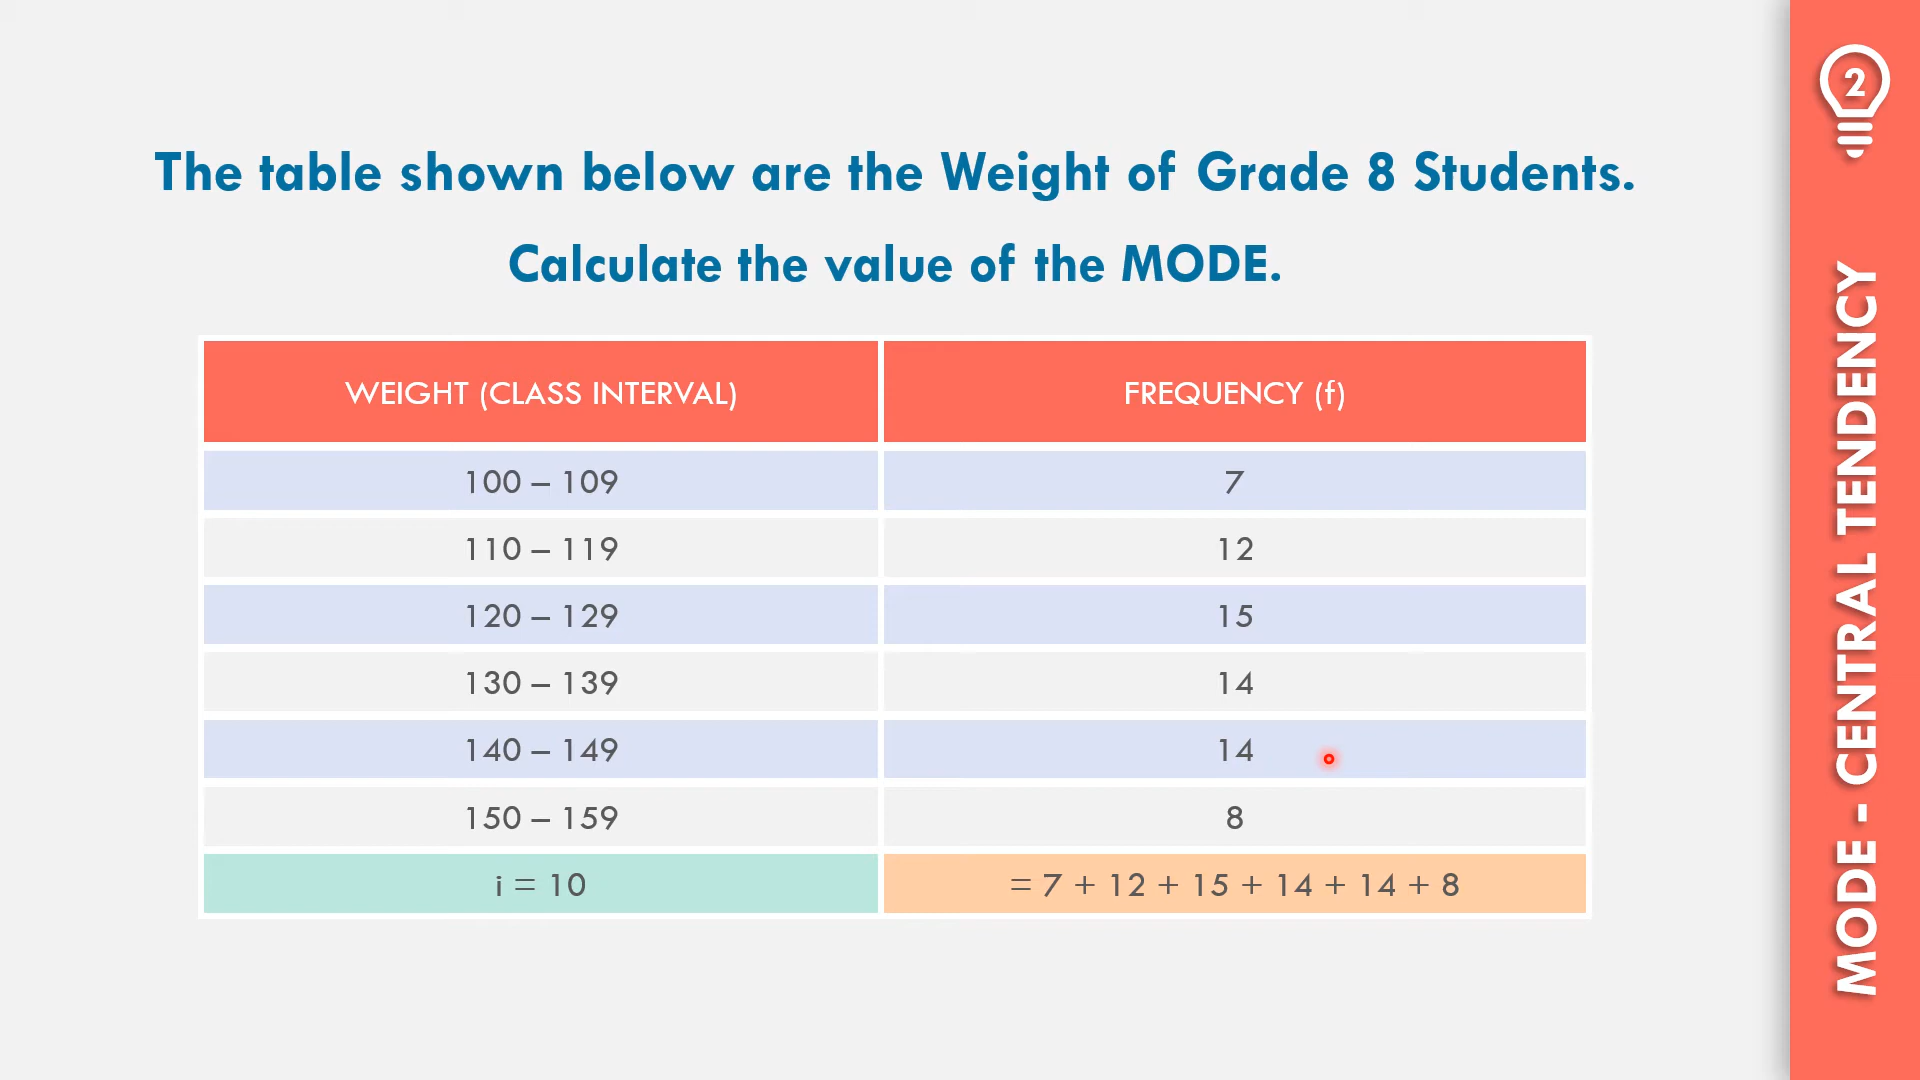 The table shown below are the Weight of Grade 8 Students.
Calculate the value of the MODE.
WEIGHT (CLASS INTERVAL) FREQUENCY (f)
100 – 109 7
110 – 119 12
120 – 129 15
130 – 139 14
140 – 149 14
150 – 159 8
i = 10 = 7 + 12 + 15 + 14 + 14 + 8
2
MODE - CENTRAL TENDENCY